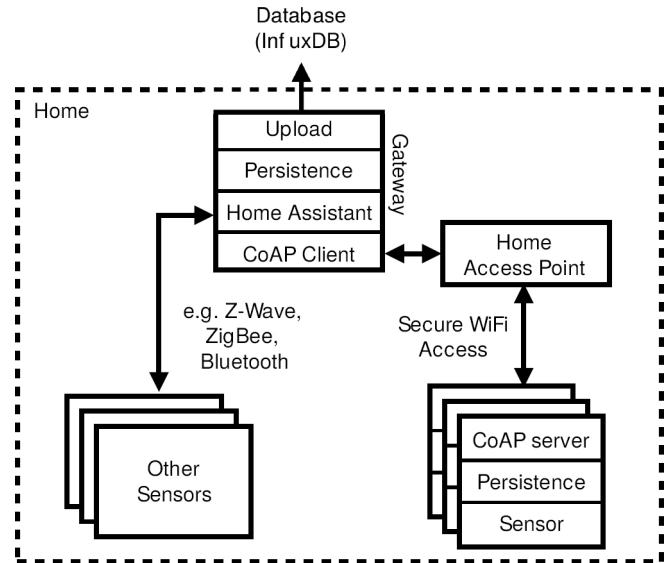 Database
(Inf uxDB)
Home
Upload
Persistence
Home Assistant
CoAP Client
Gateway
Home
Access Point
e.g. Z-Wave,
ZigBee,
Bluetooth
Secure WiFi
Access
Other
Sensors
CoAP server
Persistence
Sensor